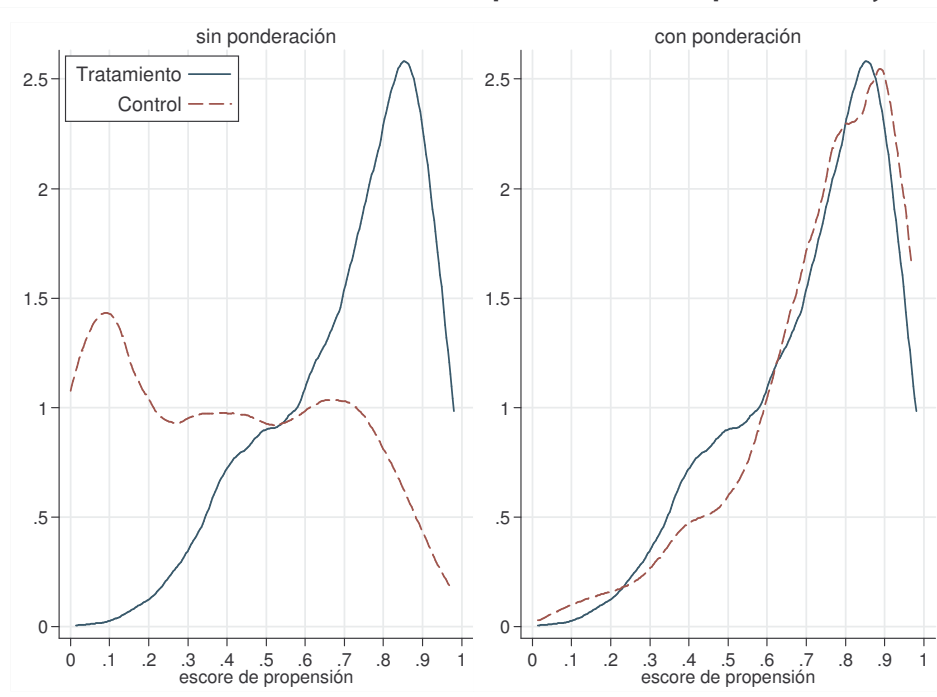 sin ponderación
Tratamiento
Control
2.5
2
1.5
1
.5
0
0 .1 .2 .3 .4 .5 .6 .7 .8 .9 1
escore de propensión
con ponderación
2.5
2
1.5
1
.5
0
0 .1 .2 .3 .4 .5 .6 .7 .8 .9 1
escore de propensión